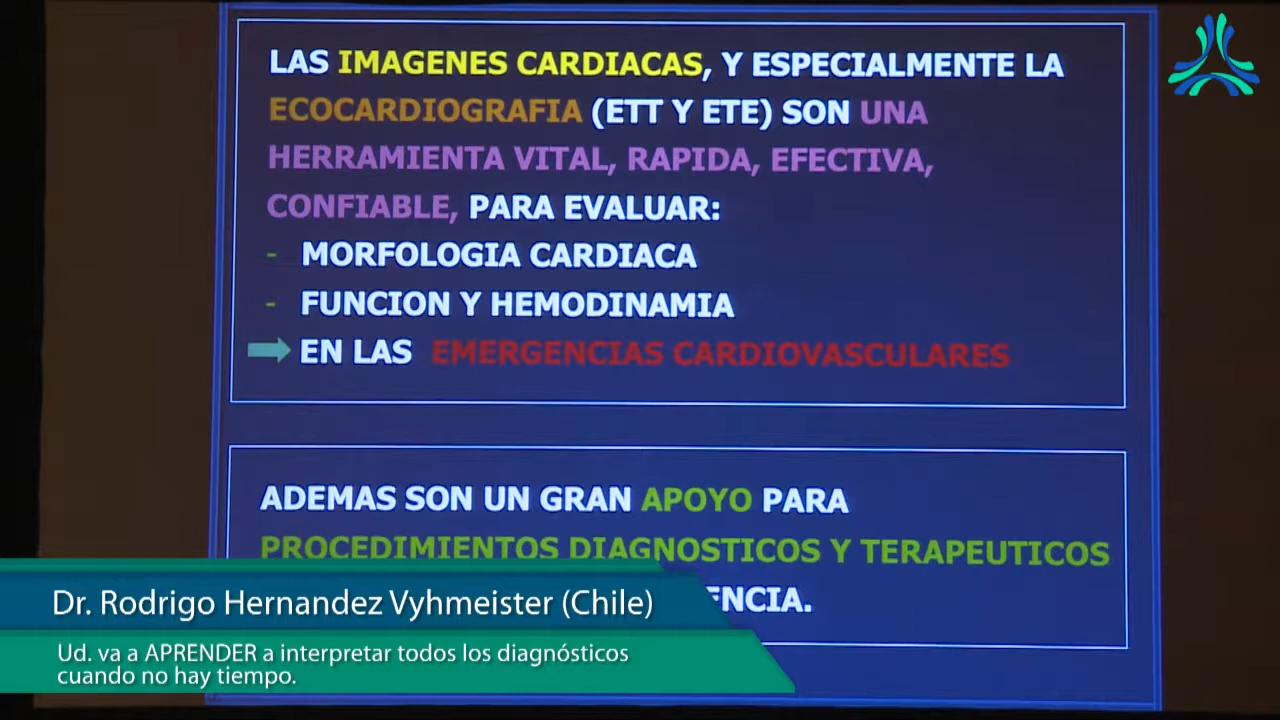 LAS IMAGENES CARDIACAS, Y ESPECIALMENTE LA
ECOCARDIOGRAFIA (ETT Y ETE) SON UNA
HERRAMIENTA VITAL, RAPIDA, EFECTIVA,
CONFIABLE, PARA EVALUAR:
- MORFOLOGIA CARDIACA
- FUNCION Y HEMODINAMIA
EN LAS EMERGENCIAS CARDIOVASCULARES
ADEMAS SON UN GRAN APOYO PARA
PROCEDIMIENTOS DIAGNOSTICOS Y TERAPEUTICOS
ENCIA.
Dr. Rodrigo Hernandez Vyhmeister (Chile)
Ud. va a APRENDER a interpretar todos los diagnósticos
cuando no hay tiempo.